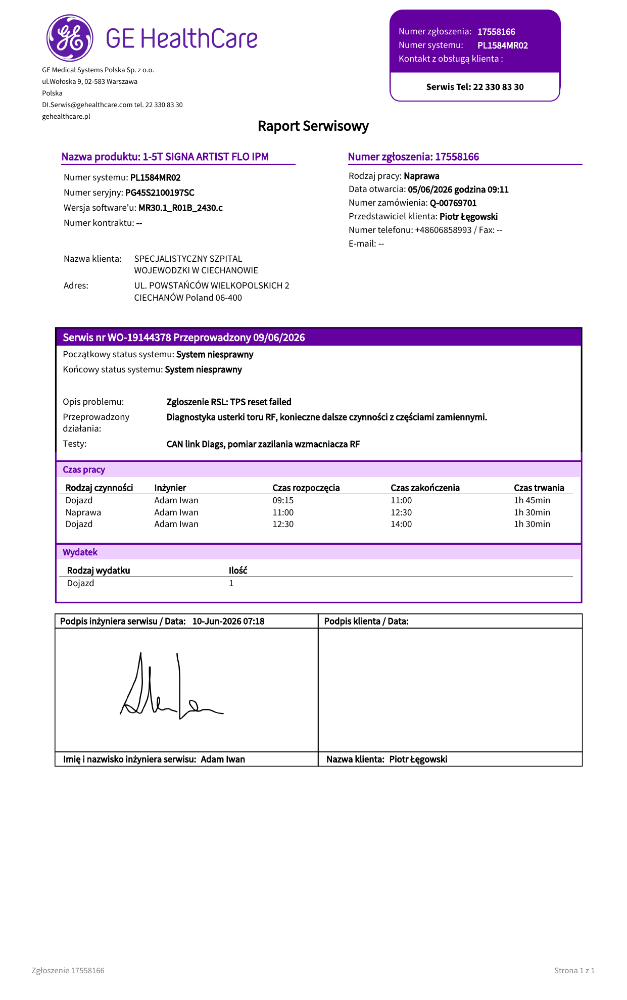 GE HealthCare
GE Medical Systems Polska Sp. z o.o.
ul.Wołoska 9, 02-583 Warszawa
Polska
DI.Serwis@gehealthcare.com tel. 22 330 83 30
gehealthcare.pl
Numer zgłoszenia: 17558166
Numer systemu: PL1584MR02
Kontakt z obsługą klienta :
Serwis Tel: 22 330 83 30
Raport Serwisowy
Nazwa produktu: 1-5T SIGNA ARTIST FLO IPM
Numer systemu: PL1584MR02
Numer seryjny: PG45S2100197SC
Wersja software'u: MR30.1_R01B_2430.c
Numer kontraktu: --
Numer zgłoszenia: 17558166
Rodzaj pracy: Naprawa
Data otwarcia: 05/06/2026 godzina 09:11
Numer zamówienia: Q-00769701
Przedstawiciel klienta: Piotr Łęgowski
Numer telefonu: +48606858993 / Fax: --
E-mail: --
Nazwa klienta: SPECJALISTYCZNY SZPITAL
WOJEWODZKI W CIECHANOWIE
Adres: UL. POWSTAŃCÓW WIELKOPOLSKICH 2
CIECHANÓW Poland 06-400
Serwis nr WO-19144378 Przeprowadzony 09/06/2026
Początkowy status systemu: System niesprawny
Końcowy status systemu: System niesprawny
Opis problemu: Zgloszenie RSL: TPS reset failed
Przeprowadzony działania: Diagnostyka usterki toru RF, konieczne dalsze czynności z częściami zamiennymi.
Testy: CAN link Diags, pomiar zazilania wzmacniacza RF
Czas pracy
Rodzaj czynności Inżynier Czas rozpoczęcia Czas zakończenia Czas trwania
Dojazd Adam Iwan 09:15 11:00 1h 45min
Naprawa Adam Iwan 11:00 12:30 1h 30min
Dojazd Adam Iwan 12:30 14:00 1h 30min
Wydatek
Rodzaj wydatku Ilość
Dojazd 1
Podpis inżyniera serwisu / Data: 10-Jun-2026 07:18
Podpis klienta / Data:
Imię i nazwisko inżyniera serwisu: Adam Iwan
Nazwa klienta: Piotr Łęgowski
Zgłoszenie 17558166
Strona 1 z 1